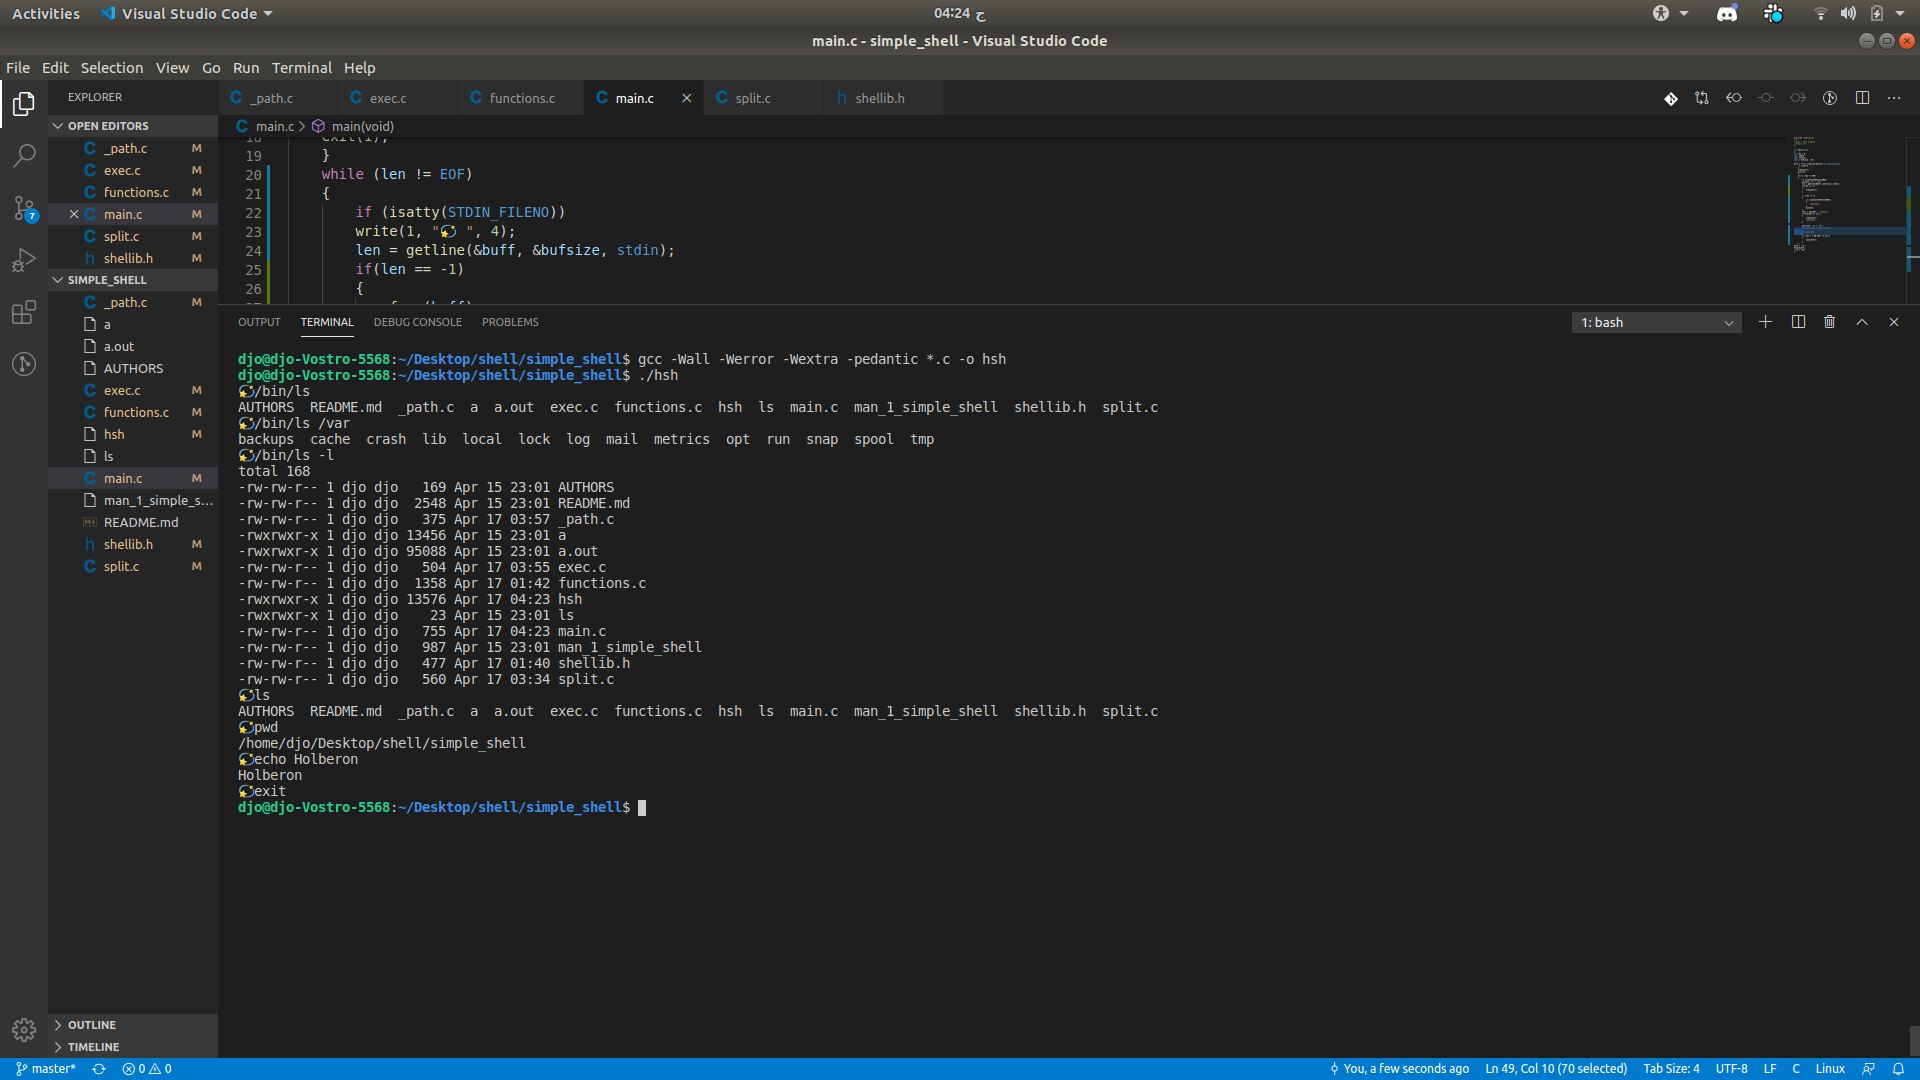 Activities Visual Studio Code 04:24 ح
main.c - simple_shell - Visual Studio Code
File Edit Selection View Go Run Terminal Help
EXPLORER
_path.c exec.c functions.c main.c split.c shellib.h
OPEN EDITORS
_path.c M
exec.c M
functions.c M
main.c M
split.c M
shellib.h M
SIMPLE_SHELL
_path.c M
a
a.out
AUTHORS
exec.c M
functions.c M
hsh M
ls
main.c M
man_1_simple_s...
README.md
shellib.h M
split.c M
OUTLINE
TIMELINE
7
main.c > main(void)
18 exit(1);
19 }
20 while (len != EOF)
21 {
22 if (isatty(STDIN_FILENO))
23 write(1, "💫 ", 4);
24 len = getline(&buff, &bufsize, stdin);
25 if(len == -1)
26 {
OUTPUT TERMINAL DEBUG CONSOLE PROBLEMS 1: bash
djo@djo-Vostro-5568:~/Desktop/shell/simple_shell$ gcc -Wall -Werror -Wextra -pedantic *.c -o hsh
djo@djo-Vostro-5568:~/Desktop/shell/simple_shell$ ./hsh
💫/bin/ls
AUTHORS README.md _path.c a a.out exec.c functions.c hsh ls main.c man_1_simple_shell shellib.h split.c
💫/bin/ls /var
backups cache crash lib local lock log mail metrics opt run snap spool tmp
💫/bin/ls -l
total 168
-rw-rw-r-- 1 djo djo 169 Apr 15 23:01 AUTHORS
-rw-rw-r-- 1 djo djo 2548 Apr 15 23:01 README.md
-rw-rw-r-- 1 djo djo 375 Apr 17 03:57 _path.c
-rwxrwxr-x 1 djo djo 13456 Apr 15 23:01 a
-rwxrwxr-x 1 djo djo 95088 Apr 15 23:01 a.out
-rw-rw-r-- 1 djo djo 504 Apr 17 03:55 exec.c
-rw-rw-r-- 1 djo djo 1358 Apr 17 01:42 functions.c
-rwxrwxr-x 1 djo djo 13576 Apr 17 04:23 hsh
-rwxrwxr-x 1 djo djo 23 Apr 15 23:01 ls
-rw-rw-r-- 1 djo djo 755 Apr 17 04:23 main.c
-rw-rw-r-- 1 djo djo 987 Apr 15 23:01 man_1_simple_shell
-rw-rw-r-- 1 djo djo 477 Apr 17 01:40 shellib.h
-rw-rw-r-- 1 djo djo 560 Apr 17 03:34 split.c
💫ls
AUTHORS README.md _path.c a a.out exec.c functions.c hsh ls main.c man_1_simple_shell shellib.h split.c
💫pwd
/home/djo/Desktop/shell/simple_shell
💫echo Holberon
Holberon
💫exit
djo@djo-Vostro-5568:~/Desktop/shell/simple_shell$
master* 0 0 You, a few seconds ago Ln 49, Col 10 (70 selected) Tab Size: 4 UTF-8 LF C Linux